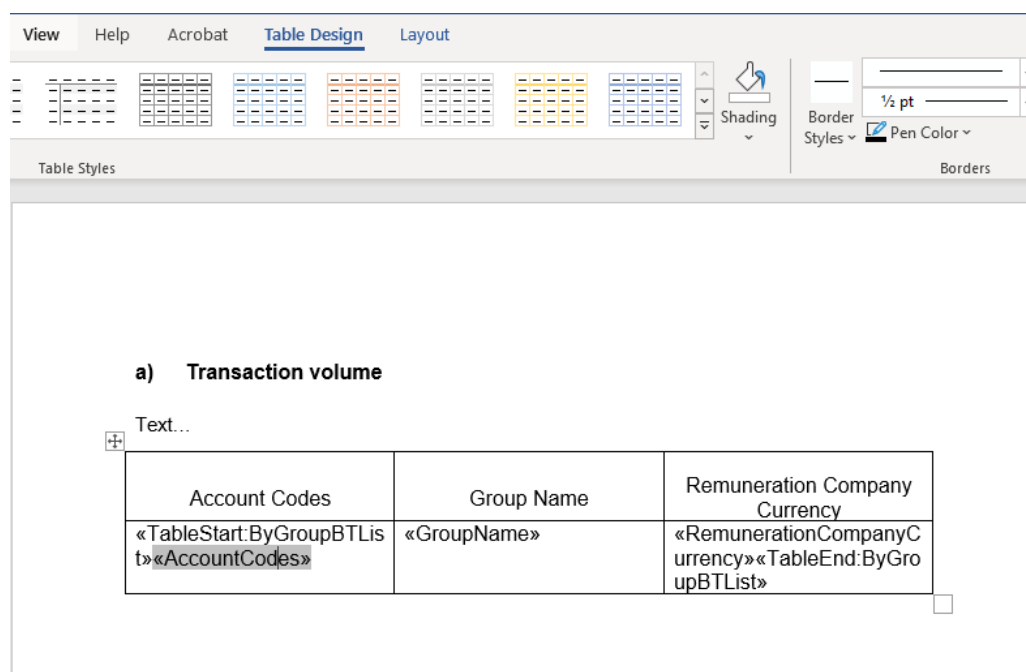 View Help Acrobat Table Design Layout
½ pt
Shading
Border
Styles
Pen Color
Table Styles
Borders
a) Transaction volume
Text...
Account Codes
Group Name
Remuneration Company
Currency
«TableStart:ByGroupBTLis
t»«AccountCodes»
«GroupName»
«RemunerationCompanyC
urrency»«TableEnd:ByGro
upBTList»